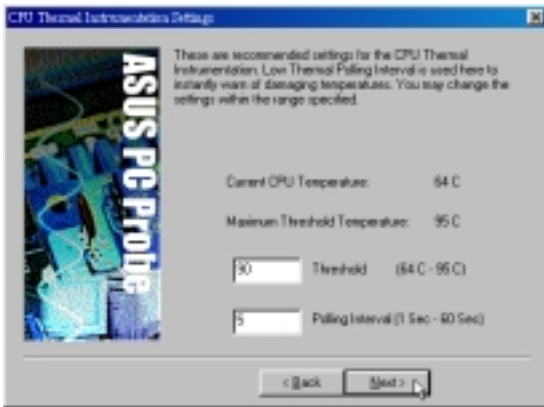 CPU Thermal Instrumentation Settings
ASUS PC Probe
These are recommended settings for the CPU Thermal
Instrumentation. Low Thermal Polling Interval is used here to
instantly warn of damaging temperatures. You may change the
settings within the range specified.
Current CPU Temperature: 64 C
Maximum Threshold Temperature: 95 C
90 Threshold (64 C - 95 C)
5 Polling Interval (1 Sec - 60 Sec)
< Back Next >